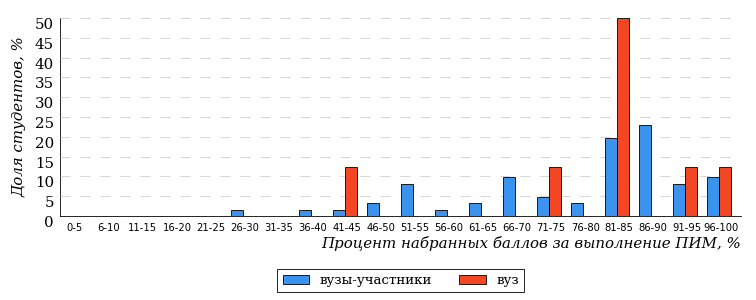 Доля студентов, %
50
45
40
35
30
25
20
15
10
5
0
0-5 6-10 11-15 16-20 21-25 26-30 31-35 36-40 41-45 46-50 51-55 56-60 61-65 66-70 71-75 76-80 81-85 86-90 91-95 96-100
Процент набранных баллов за выполнение ПИМ, %
вузы-участники вуз